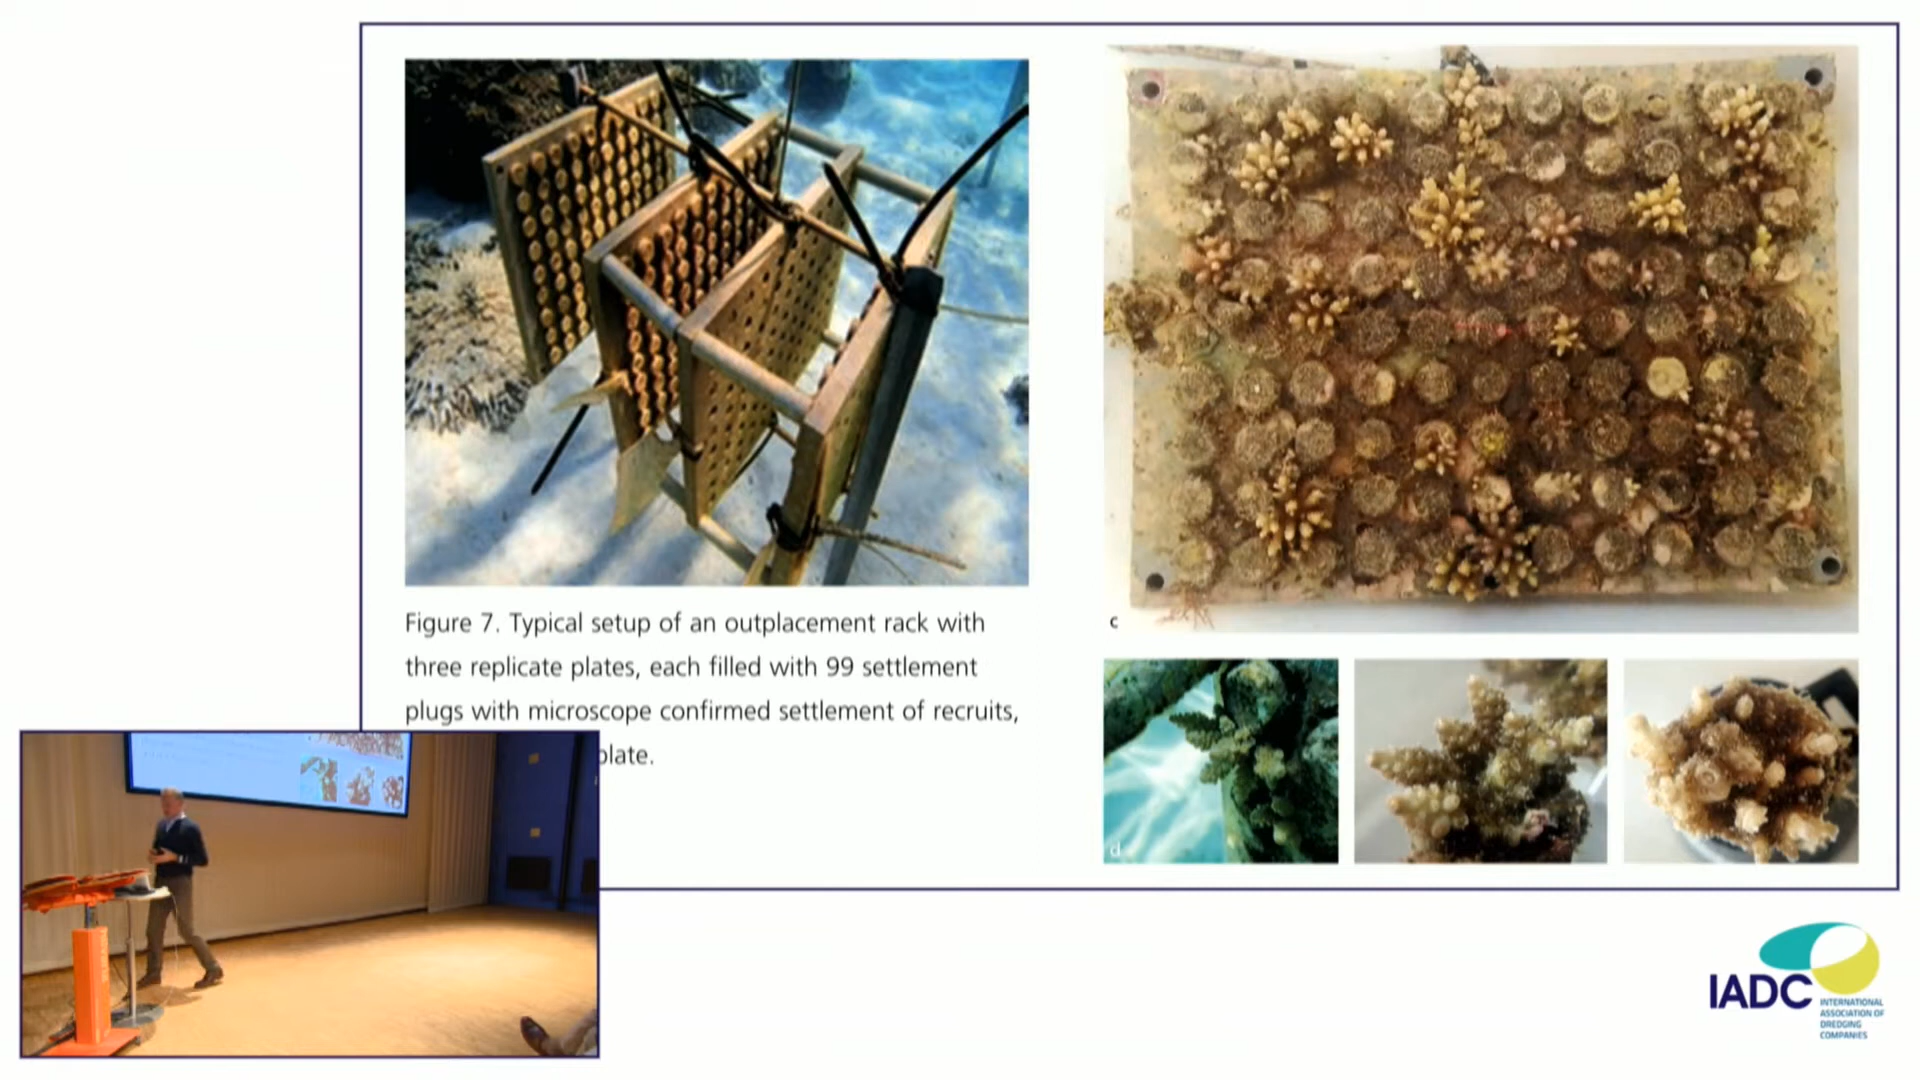 Figure 7. Typical setup of an outplacement rack with
three replicate plates, each filled with 99 settlement
plugs with microscope confirmed settlement of recruits,
plate.
c
d
IADC
INTERNATIONAL
ASSOCIATION OF
DREDGING
COMPANIES